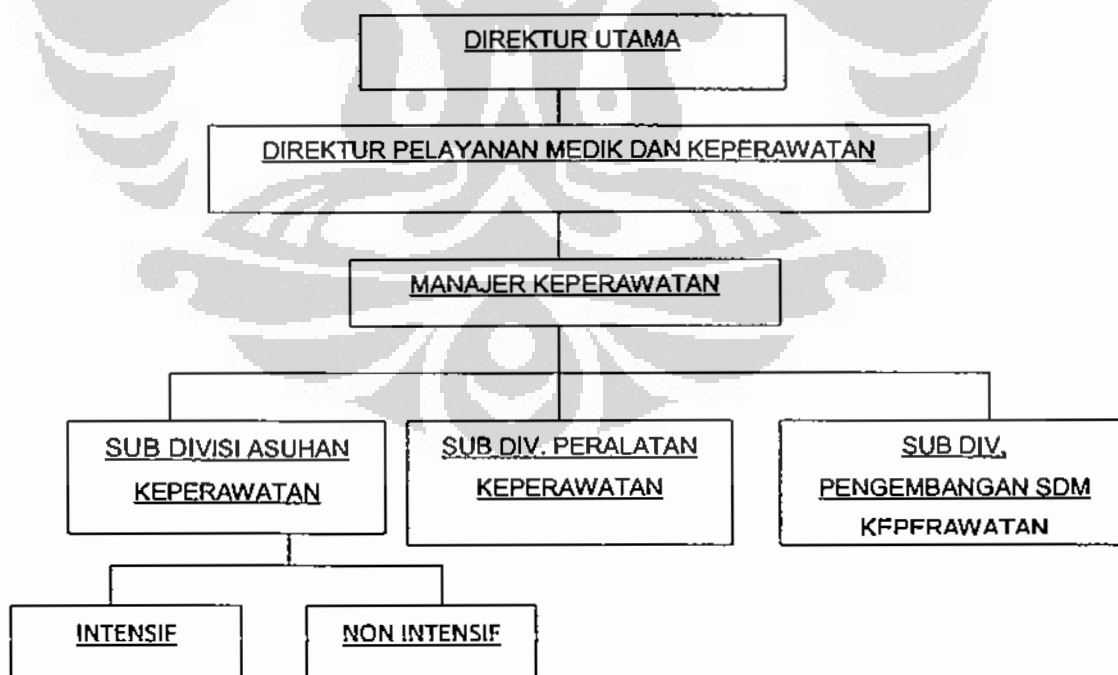 DIREKTUR UTAMA
DIREKTUR PELAYANAN MEDIK DAN KEPERAWATAN
MANAJER KEPERAWATAN
SUB DIVISI ASUHAN
KEPERAWATAN
SUB DIV. PERALATAN
KEPERAWATAN
SUB DIV.
PENGEMBANGAN SDM
KEPERAWATAN
INTENSIF
NON INTENSIF